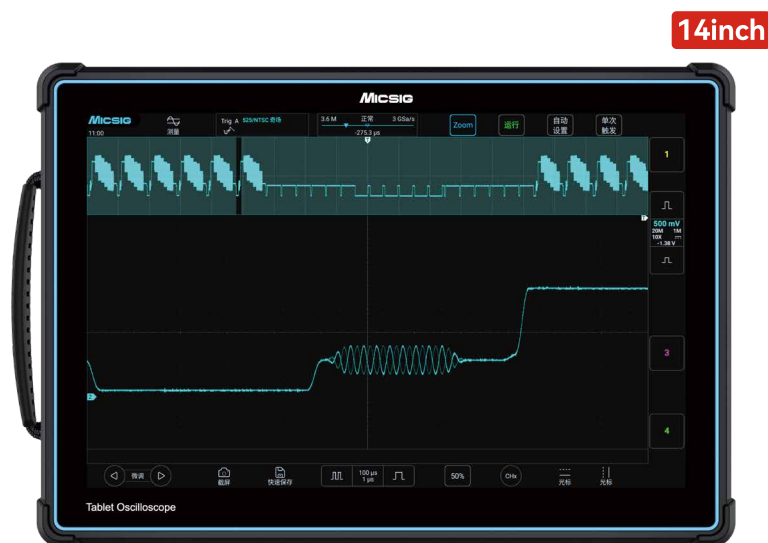 14inch
MICSIG
MICSIG
11:00
测量
Trig A 525/NTSC 奇场
3.6 M 正常 3 GSa/s
-275.3 μs
Zoom
运行
自动
设置
单次
触发
1
T
500 mV
20M 1M
10X
-1.38 V
2
3
4
微调
截屏
快速保存
100 μs
1 μs
50%
CHx
光标
光标
Tablet Oscilloscope